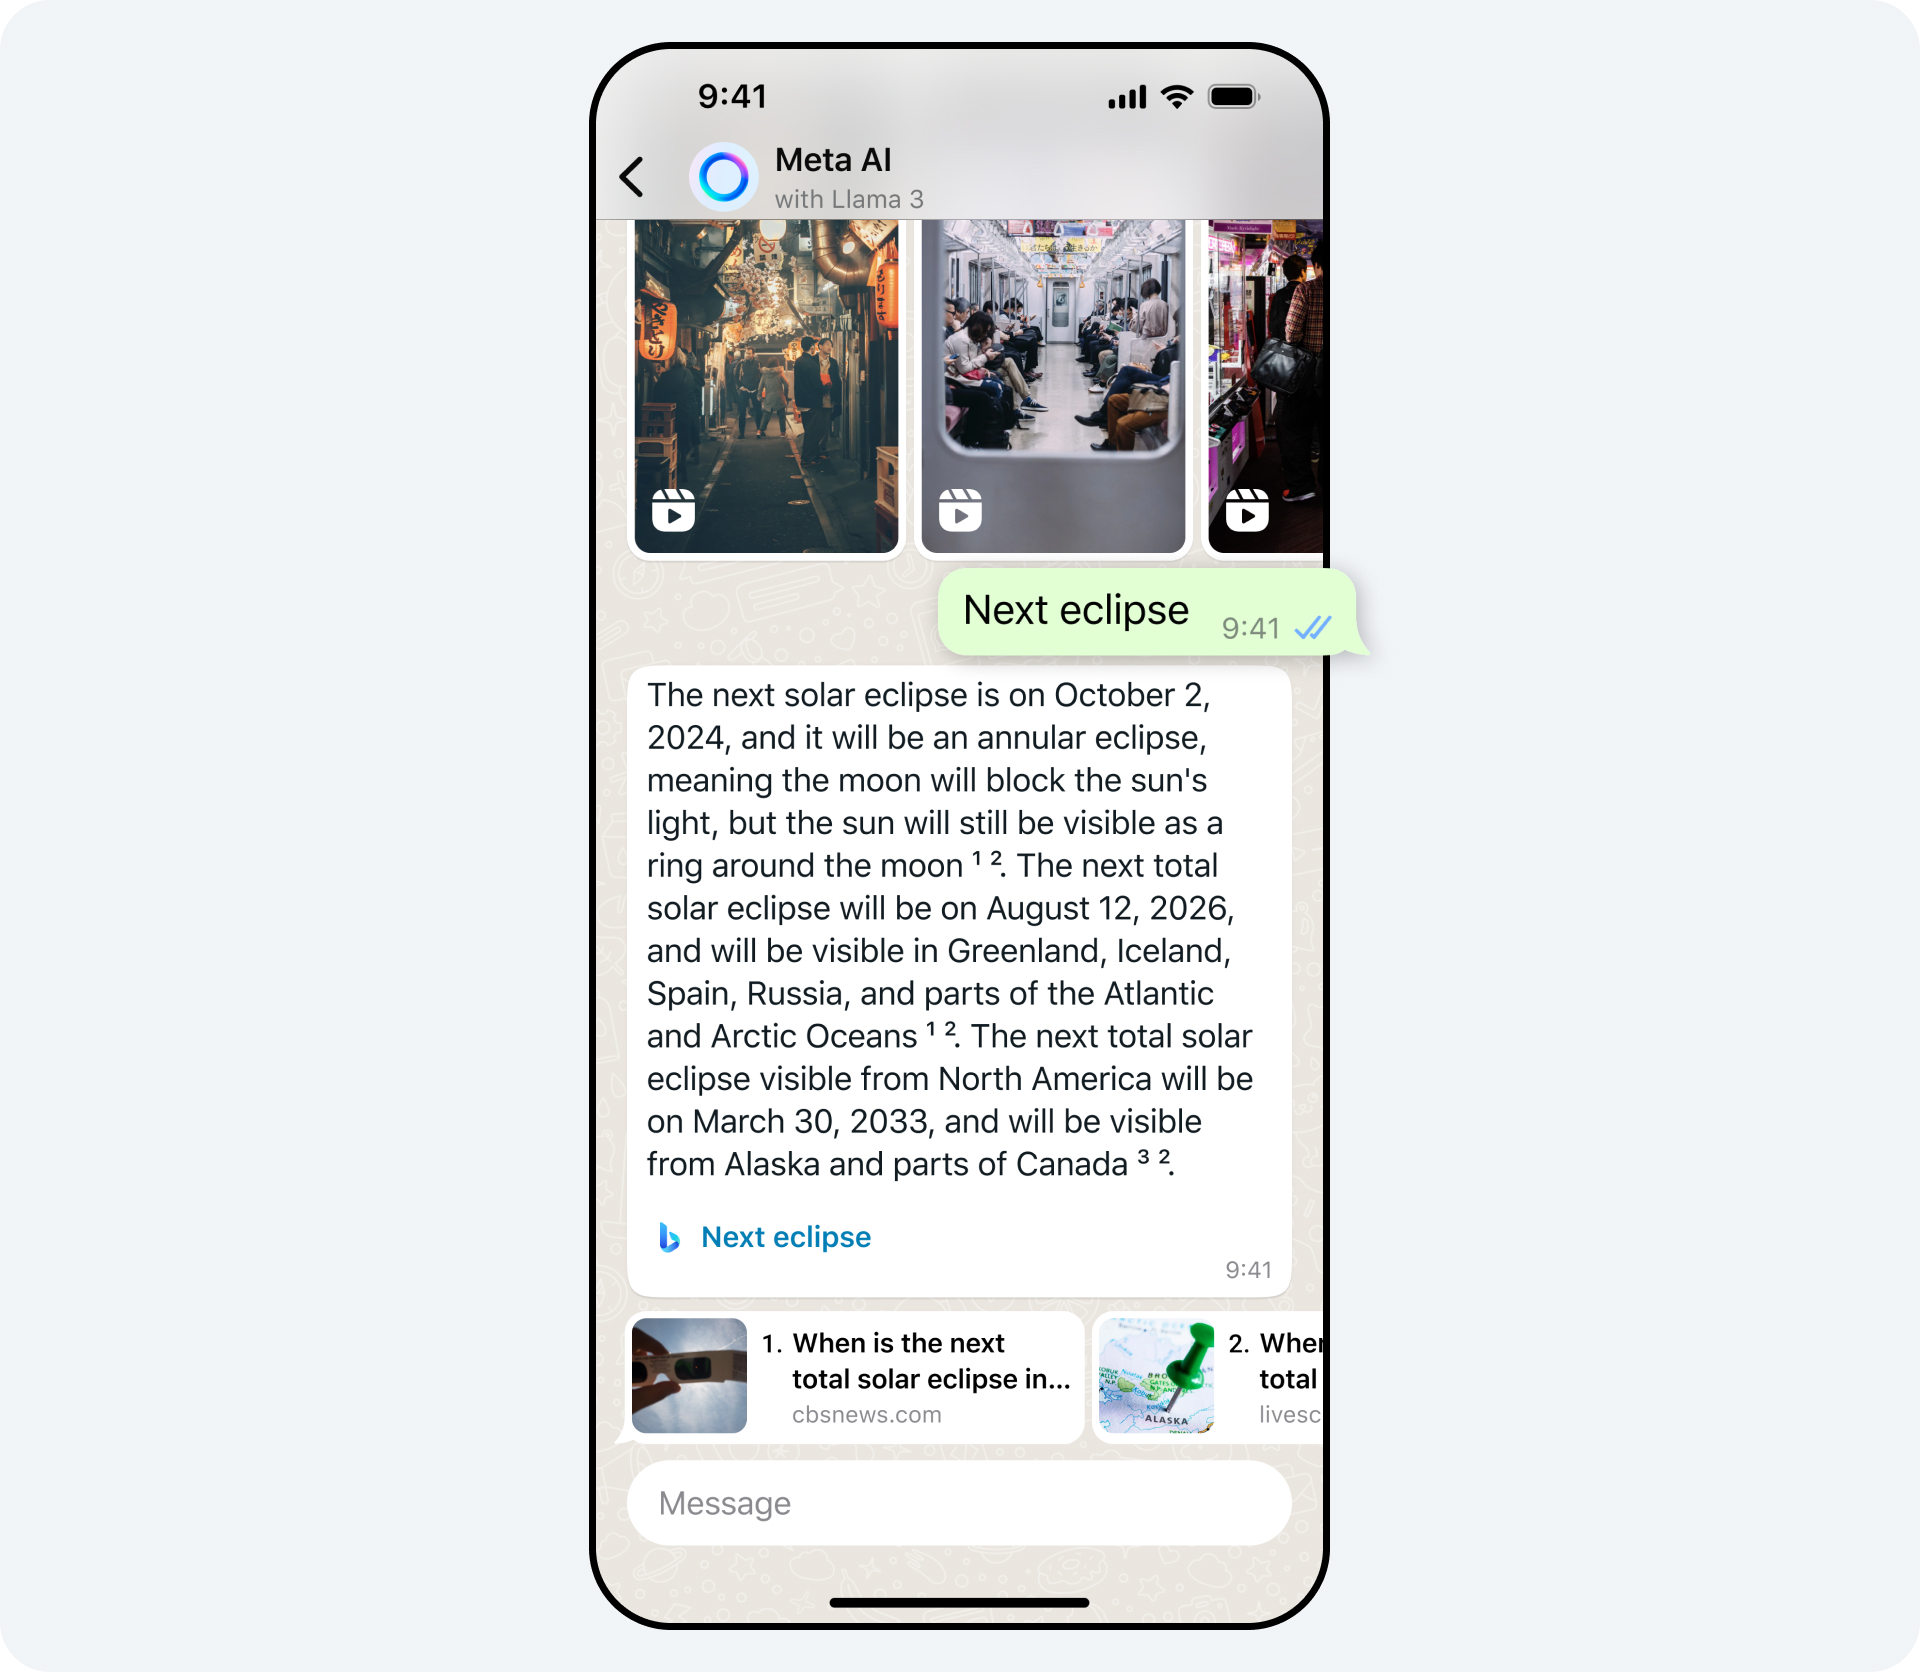 9:41
Meta AI
with Llama 3
Next eclipse
9:41
The next solar eclipse is on October 2,
2024, and it will be an annular eclipse,
meaning the moon will block the sun's
light, but the sun will still be visible as a
ring around the moon ¹ ². The next total
solar eclipse will be on August 12, 2026,
and will be visible in Greenland, Iceland,
Spain, Russia, and parts of the Atlantic
and Arctic Oceans ¹ ². The next total solar
eclipse visible from North America will be
on March 30, 2033, and will be visible
from Alaska and parts of Canada ³ ².
Next eclipse
9:41
1. When is the next
total solar eclipse in...
cbsnews.com
ALASKA
2. When
total
livesc
Message